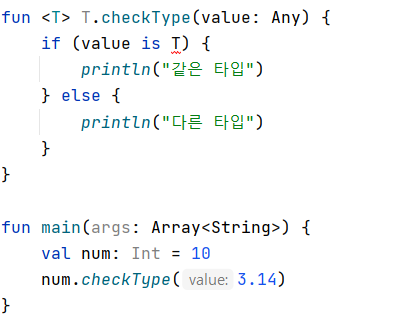 fun <T> T.checkType(value: Any) {
    if (value is T) {
        println("같은 타입")
    } else {
        println("다른 타입")
    }
}
fun main(args: Array<String>) {
    val num: Int = 10
    num.checkType( value: 3.14)
}